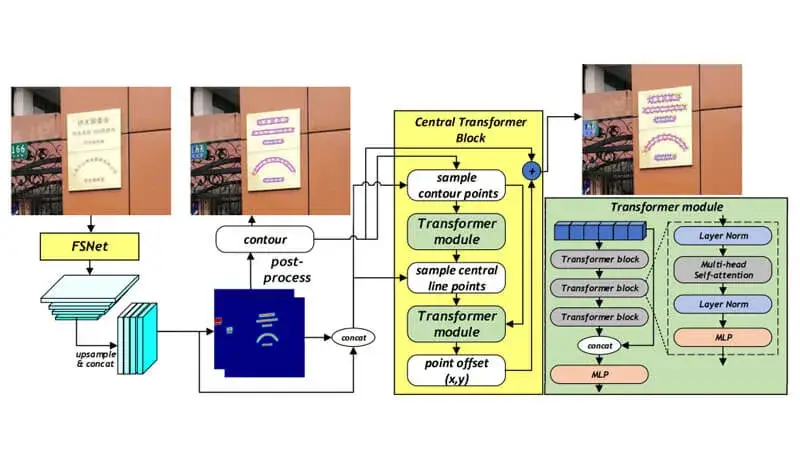 166
FSNet
upsample
& concat
contour
post-
process
concat
Central Transformer
Block
sample
contour points
Transformer
module
sample central
line points
Transformer
module
point offset
(x,y)
+
Transformer module
Transformer block
Transformer block
Transformer block
concat
MLP
Layer Norm
Multi-head
Self-attention
Layer Norm
MLP